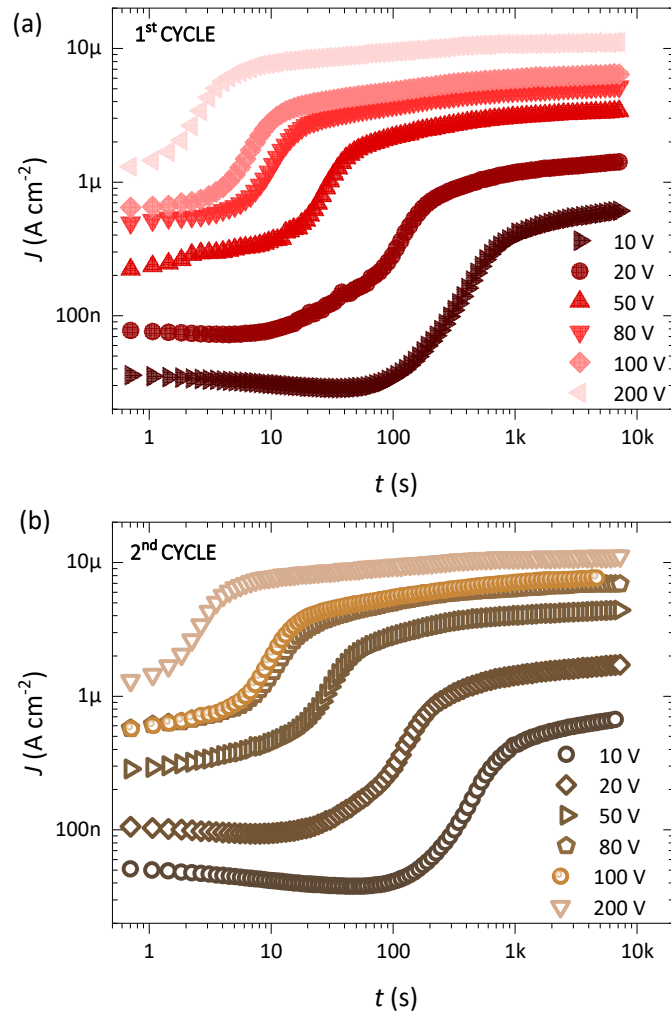 (a)
1st CYCLE
10µ
1µ
100n
J (A cm-2)
10 V
20 V
50 V
80 V
100 V
200 V
1 10 100 1k 10k
t (s)
(b)
2nd CYCLE
10µ
1µ
100n
J (A cm-2)
10 V
20 V
50 V
80 V
100 V
200 V
1 10 100 1k 10k
t (s)